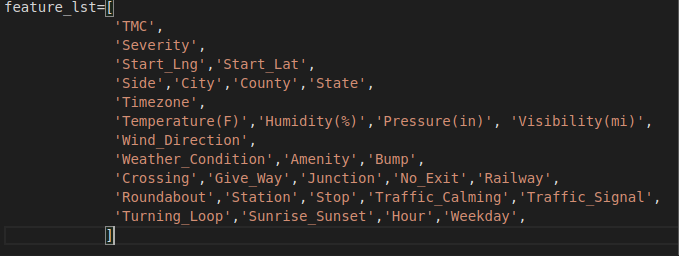 feature_lst=[
'TMC',
'Severity',
'Start_Lng','Start_Lat',
'Side','City','County','State',
'Timezone',
'Temperature(F)','Humidity(%)','Pressure(in)', 'Visibility(mi)',
'Wind_Direction',
'Weather_Condition','Amenity','Bump',
'Crossing','Give_Way','Junction','No_Exit','Railway',
'Roundabout','Station','Stop','Traffic_Calming','Traffic_Signal',
'Turning_Loop','Sunrise_Sunset','Hour','Weekday',
]